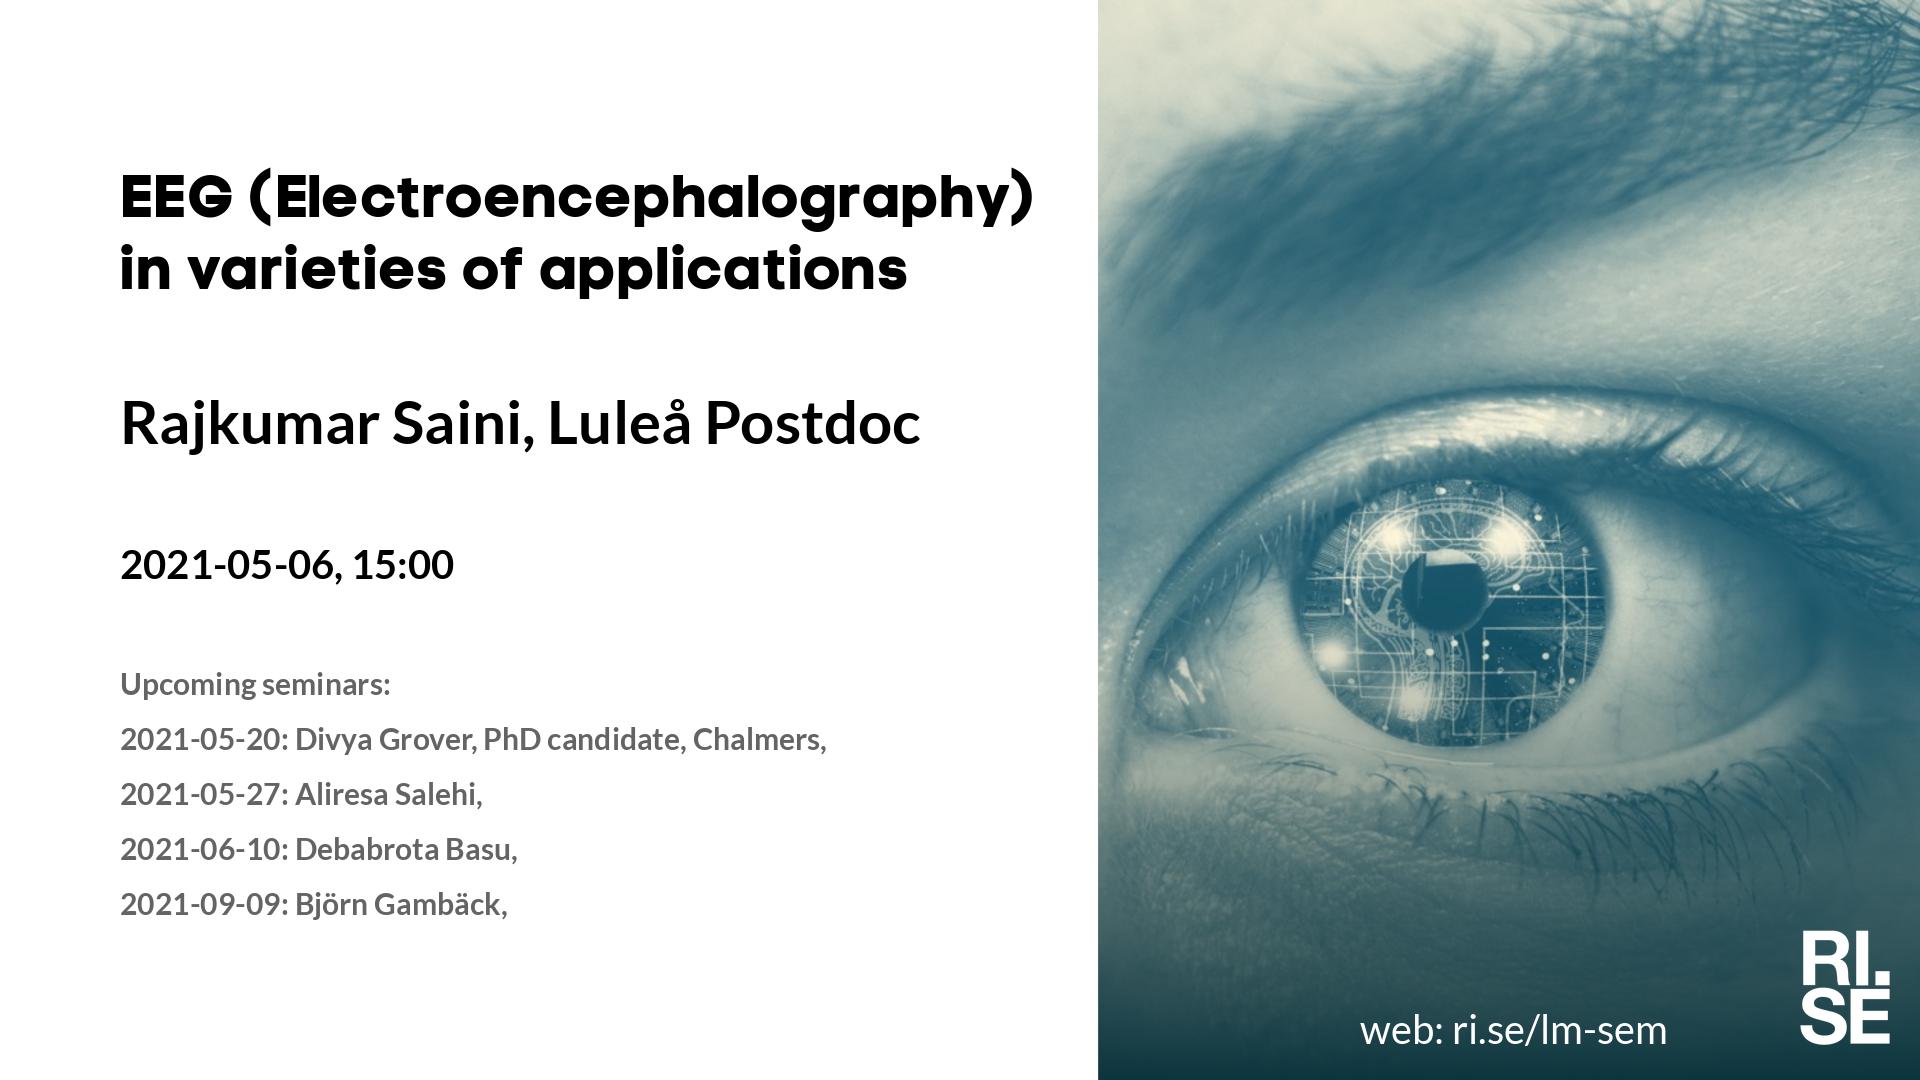 EEG (Electroencephalography)
in varieties of applications
Rajkumar Saini, Luleå Postdoc
2021-05-06, 15:00
Upcoming seminars:
2021-05-20: Divya Grover, PhD candidate, Chalmers,
2021-05-27: Aliresa Salehi,
2021-06-10: Debabrota Basu,
2021-09-09: Björn Gambäck,
web: ri.se/lm-sem
RI.
SE